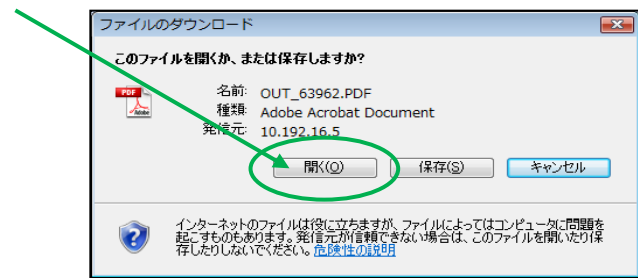 ファイルのダウンロード
このファイルを開くか、または保存しますか?
PDF
Adobe
名前: OUT_63962.PDF
種類: Adobe Acrobat Document
発信元: 10.192.16.5
開く(O) 保存(S) キャンセル
インターネットのファイルは役に立ちますが、ファイルによってはコンピュータに問題を
起こすものもあります。発信元が信頼できない場合は、このファイルを開いたり保
存したりしないでください。危険性の説明